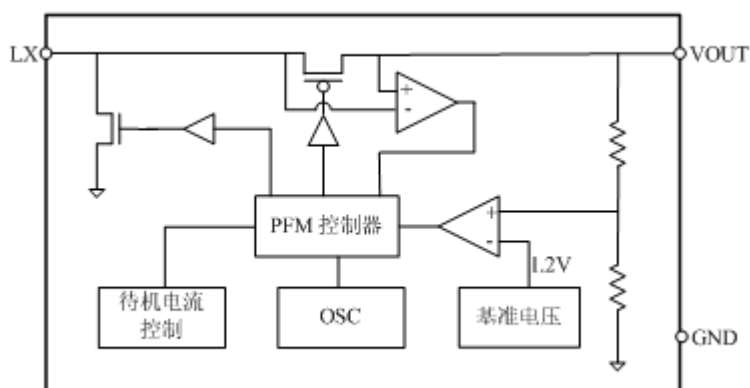 LX
VOUT
+
-
PFM 控制器
+
-
1.2V
待机电流
控制
OSC
基准电压
GND